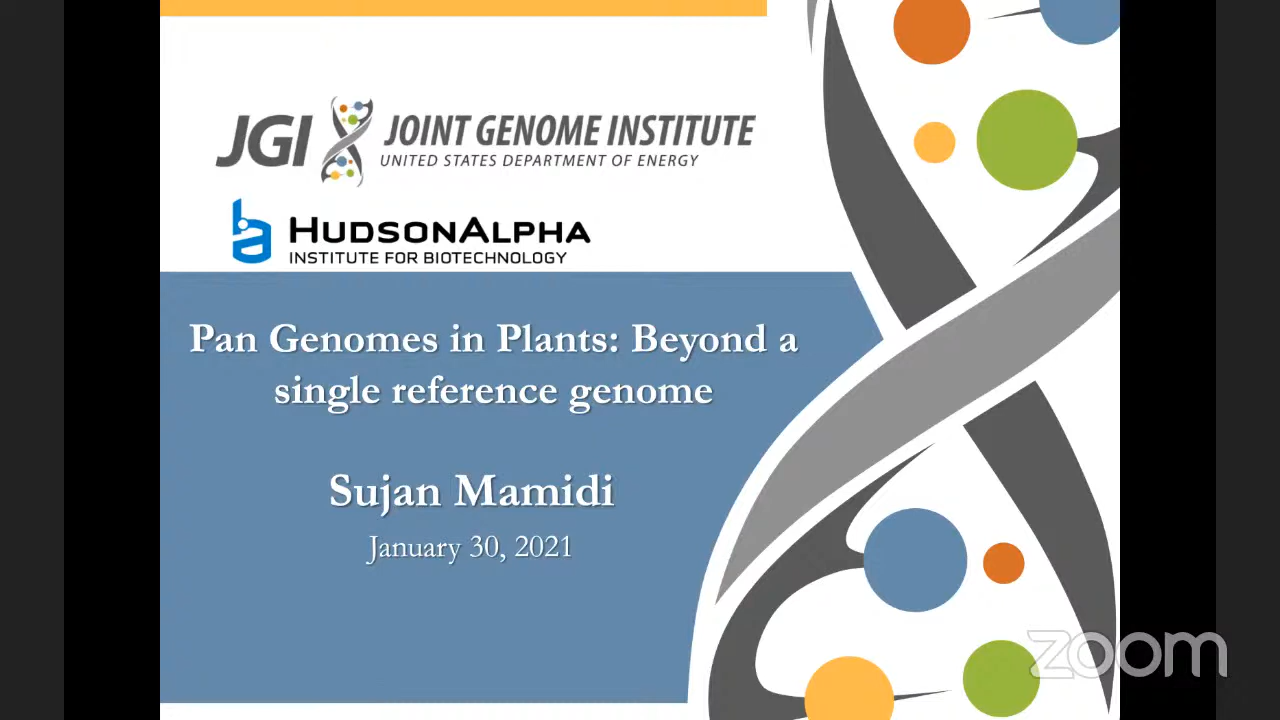 JGI JOINT GENOME INSTITUTE
UNITED STATES DEPARTMENT OF ENERGY
HUDSONALPHA
INSTITUTE FOR BIOTECHNOLOGY
Pan Genomes in Plants: Beyond a
single reference genome
Sujan Mamidi
January 30, 2021
zoom